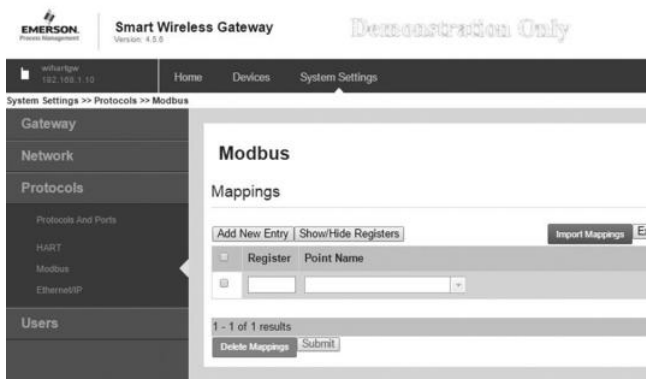 EMERSON.
Process Management
Smart Wireless Gateway
Version: 4.5.6
Demonstration Only
wihartgw
192.168.1.10
Home
Devices
System Settings
System Settings >> Protocols >> Modbus
Gateway
Network
Protocols
Protocols And Ports
HART
Modbus
Ethernet/IP
Users
Modbus
Mappings
Add New Entry
Show/Hide Registers
Import Mappings
Register
Point Name
1 - 1 of 1 results
Delete Mappings
Submit